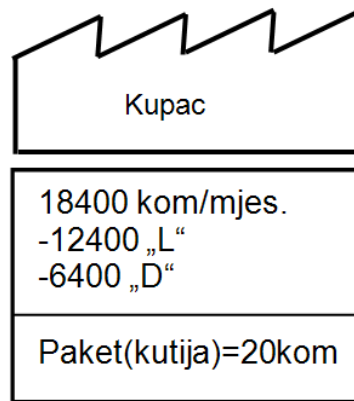 Kupac
18400 kom/mjes.
-12400 „L“
-6400 „D“
Paket(kutija)=20kom